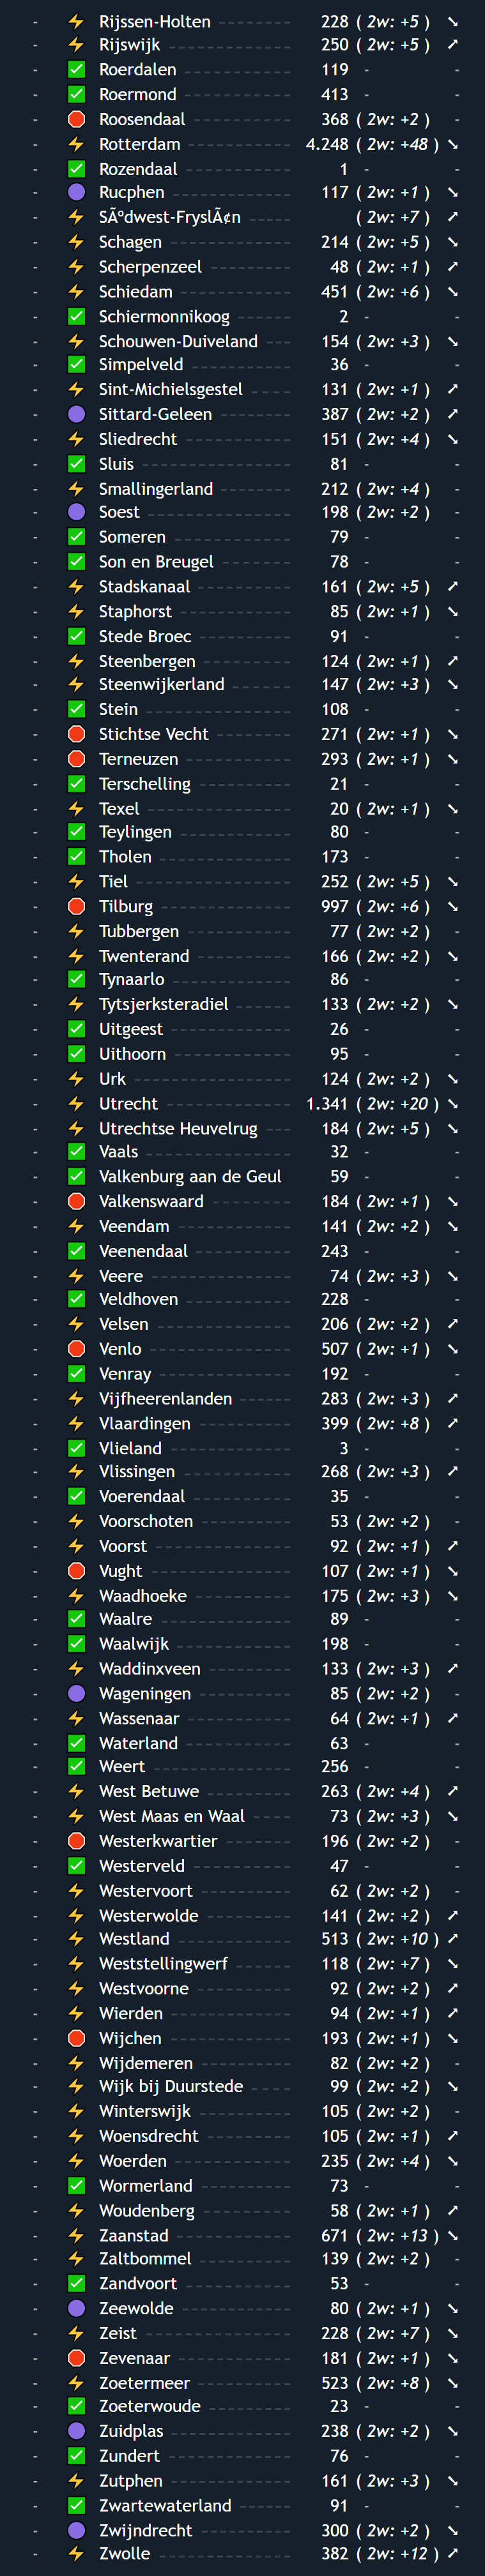 - ⚡ Rijssen-Holten 228 ( 2w: +5 ) ➘
- ⚡ Rijswijk 250 ( 2w: +5 ) ➚
- ✅ Roerdalen 119 - -
- ✅ Roermond 413 - -
- 🛑 Roosendaal 368 ( 2w: +2 ) -
- ⚡ Rotterdam 4.248 ( 2w: +48 ) ➘
- ✅ Rozendaal 1 - -
- 🟣 Rucphen 117 ( 2w: +1 ) ➘
- ⚡ SÃºdwest-FryslÃ¢n ( 2w: +7 ) ➚
- ⚡ Schagen 214 ( 2w: +5 ) ➘
- ⚡ Scherpenzeel 48 ( 2w: +1 ) ➚
- ⚡ Schiedam 451 ( 2w: +6 ) ➘
- ✅ Schiermonnikoog 2 - -
- ⚡ Schouwen-Duiveland 154 ( 2w: +3 ) ➘
- ✅ Simpelveld 36 - -
- ⚡ Sint-Michielsgestel 131 ( 2w: +1 ) ➚
- 🟣 Sittard-Geleen 387 ( 2w: +2 ) ➚
- ⚡ Sliedrecht 151 ( 2w: +4 ) ➘
- ✅ Sluis 81 - -
- ⚡ Smallingerland 212 ( 2w: +4 ) -
- 🟣 Soest 198 ( 2w: +2 ) -
- ✅ Someren 79 - -
- ✅ Son en Breugel 78 - -
- ⚡ Stadskanaal 161 ( 2w: +5 ) ➚
- ⚡ Staphorst 85 ( 2w: +1 ) ➘
- ✅ Stede Broec 91 - -
- ⚡ Steenbergen 124 ( 2w: +1 ) ➚
- ⚡ Steenwijkerland 147 ( 2w: +3 ) ➘
- ✅ Stein 108 - -
- 🛑 Stichtse Vecht 271 ( 2w: +1 ) ➘
- 🛑 Terneuzen 293 ( 2w: +1 ) ➘
- ✅ Terschelling 21 - -
- ⚡ Texel 20 ( 2w: +1 ) ➘
- ✅ Teylingen 80 - -
- ✅ Tholen 173 - -
- ⚡ Tiel 252 ( 2w: +5 ) ➘
- 🛑 Tilburg 997 ( 2w: +6 ) ➘
- ⚡ Tubbergen 77 ( 2w: +2 ) -
- ⚡ Twenterand 166 ( 2w: +2 ) ➘
- ✅ Tynaarlo 86 - -
- ⚡ Tytsjerksteradiel 133 ( 2w: +2 ) ➘
- ✅ Uitgeest 26 - -
- ✅ Uithoorn 95 - -
- ⚡ Urk 124 ( 2w: +2 ) ➘
- ⚡ Utrecht 1.341 ( 2w: +20 ) ➘
- ⚡ Utrechtse Heuvelrug 184 ( 2w: +5 ) ➘
- ✅ Vaals 32 - -
- ✅ Valkenburg aan de Geul 59 - -
- 🛑 Valkenswaard 184 ( 2w: +1 ) ➘
- ⚡ Veendam 141 ( 2w: +2 ) ➘
- ✅ Veenendaal 243 - -
- ⚡ Veere 74 ( 2w: +3 ) ➘
- ✅ Veldhoven 228 - -
- ⚡ Velsen 206 ( 2w: +2 ) ➚
- 🛑 Venlo 507 ( 2w: +1 ) ➘
- ✅ Venray 192 - -
- ⚡ Vijfheerenlanden 283 ( 2w: +3 ) ➚
- ⚡ Vlaardingen 399 ( 2w: +8 ) ➚
- ✅ Vlieland 3 - -
- ⚡ Vlissingen 268 ( 2w: +3 ) ➚
- ✅ Voerendaal 35 - -
- ⚡ Voorschoten 53 ( 2w: +2 ) -
- ⚡ Voorst 92 ( 2w: +1 ) ➚
- 🛑 Vught 107 ( 2w: +1 ) ➘
- ⚡ Waadhoeke 175 ( 2w: +3 ) ➘
- ✅ Waalre 89 - -
- ✅ Waalwijk 198 - -
- ⚡ Waddinxveen 133 ( 2w: +3 ) ➚
- 🟣 Wageningen 85 ( 2w: +2 ) -
- ⚡ Wassenaar 64 ( 2w: +1 ) ➚
- ✅ Waterland 63 - -
- ✅ Weert 256 - -
- ⚡ West Betuwe 263 ( 2w: +4 ) ➚
- ⚡ West Maas en Waal 73 ( 2w: +3 ) ➘
- 🛑 Westerkwartier 196 ( 2w: +2 ) -
- ✅ Westerveld 47 - -
- ⚡ Westervoort 62 ( 2w: +2 ) -
- ⚡ Westerwolde 141 ( 2w: +2 ) ➚
- ⚡ Westland 513 ( 2w: +10 ) ➚
- ⚡ Weststellingwerf 118 ( 2w: +7 ) ➘
- ⚡ Westvoorne 92 ( 2w: +2 ) ➚
- ⚡ Wierden 94 ( 2w: +1 ) ➚
- 🛑 Wijchen 193 ( 2w: +1 ) ➘
- ⚡ Wijdemeren 82 ( 2w: +2 ) -
- ⚡ Wijk bij Duurstede 99 ( 2w: +2 ) ➘
- ⚡ Winterswijk 105 ( 2w: +2 ) -
- ⚡ Woensdrecht 105 ( 2w: +1 ) ➚
- ⚡ Woerden 235 ( 2w: +4 ) ➘
- ✅ Wormerland 73 - -
- ⚡ Woudenberg 58 ( 2w: +1 ) ➚
- ⚡ Zaanstad 671 ( 2w: +13 ) ➘
- ⚡ Zaltbommel 139 ( 2w: +2 ) -
- ✅ Zandvoort 53 - -
- 🟣 Zeewolde 80 ( 2w: +1 ) ➘
- ⚡ Zeist 228 ( 2w: +7 ) ➘
- 🛑 Zevenaar 181 ( 2w: +1 ) ➘
- ⚡ Zoetermeer 523 ( 2w: +8 ) ➘
- ✅ Zoeterwoude 23 - -
- 🟣 Zuidplas 238 ( 2w: +2 ) ➘
- ✅ Zundert 76 - -
- ⚡ Zutphen 161 ( 2w: +3 ) ➘
- ✅ Zwartewaterland 91 - -
- 🟣 Zwijndrecht 300 ( 2w: +2 ) ➘
- ⚡ Zwolle 382 ( 2w: +12 ) ➚